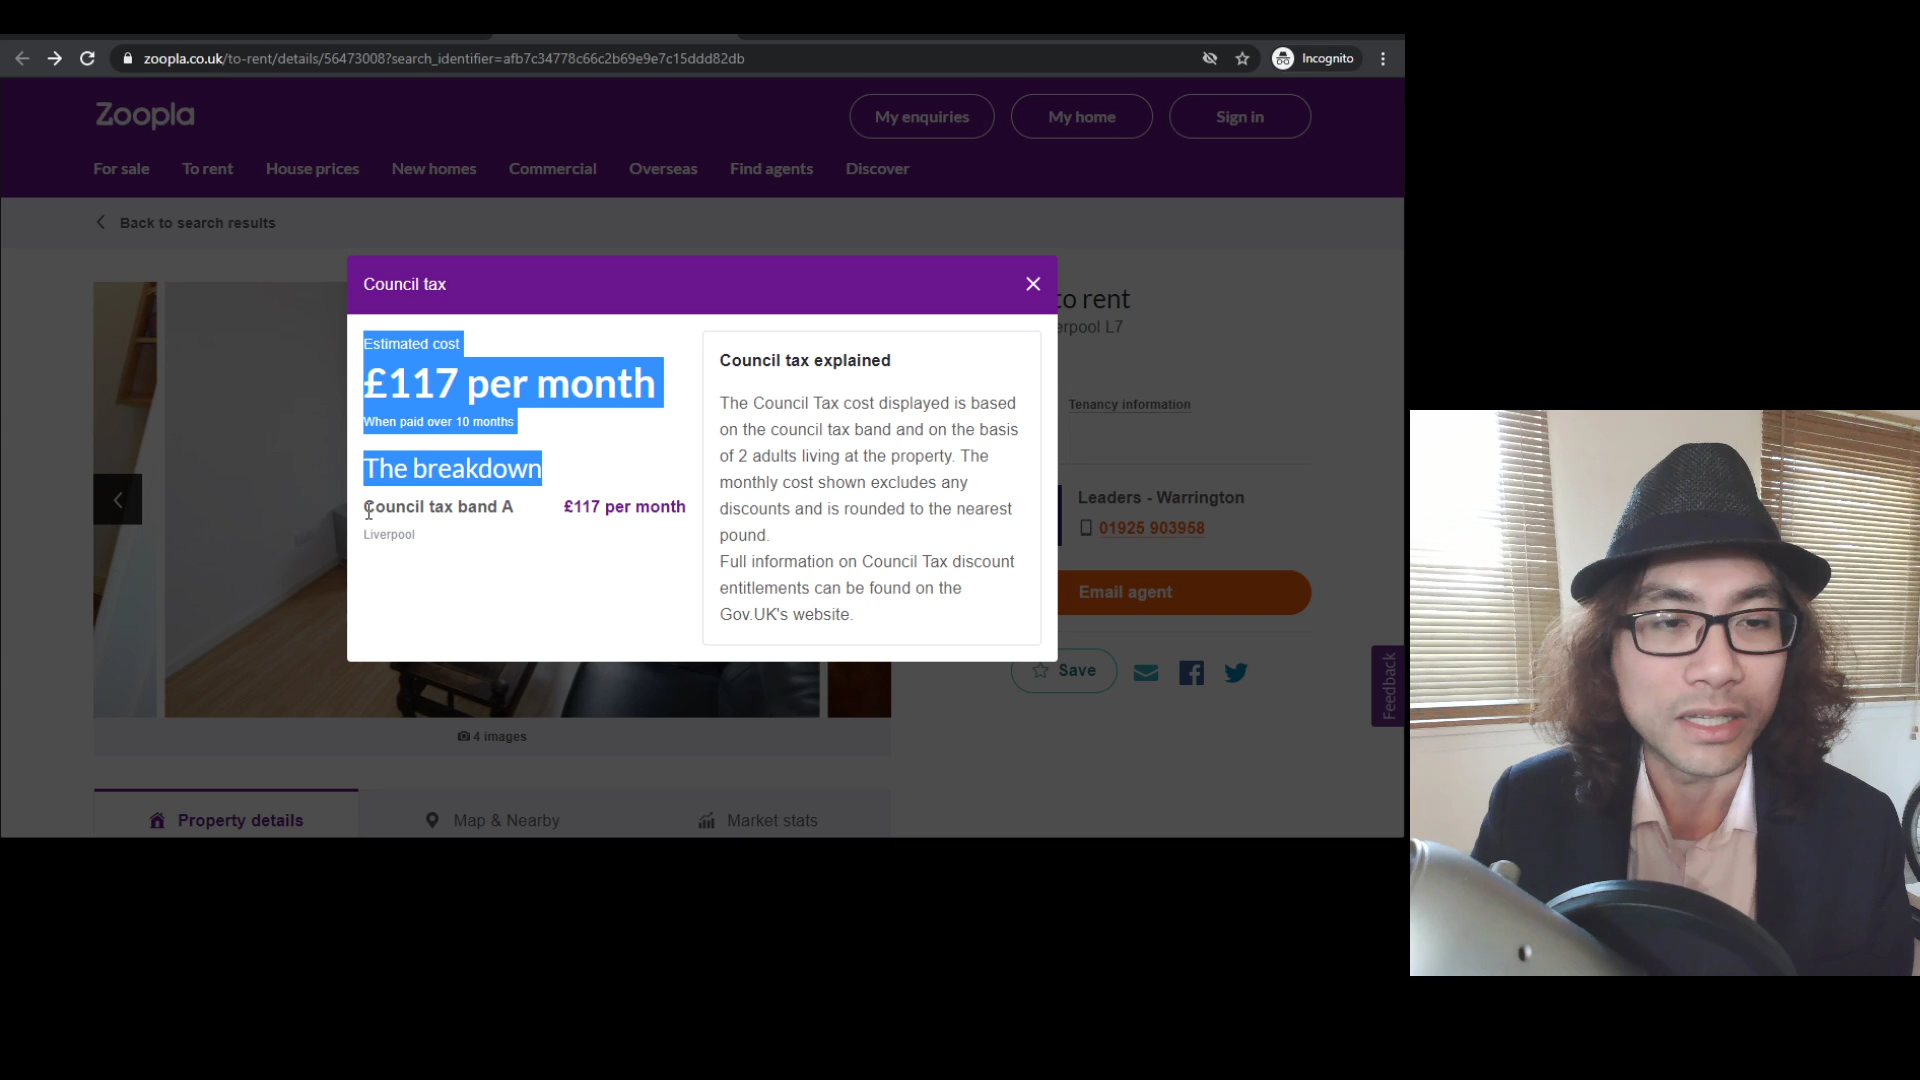 zoopla.co.uk/to-rent/details/56473008?search_identifier=afb7c34778c66c2b69e9e7c15ddd82db
Incognito
Zoopla
My enquiries
My home
Sign in
For sale
To rent
House prices
New homes
Commercial
Overseas
Find agents
Discover
Back to search results
Council tax
to rent
erpool L7
Estimated cost
£117 per month
When paid over 10 months
The breakdown
Council tax band A
£117 per month
Liverpool
Council tax explained
The Council Tax cost displayed is based
on the council tax band and on the basis
of 2 adults living at the property. The
monthly cost shown excludes any
discounts and is rounded to the nearest
pound.
Full information on Council Tax discount
entitlements can be found on the
Gov.UK's website.
Tenancy information
Leaders - Warrington
01925 903958
Email agent
Save
Feedback
4 images
Property details
Map & Nearby
Market stats